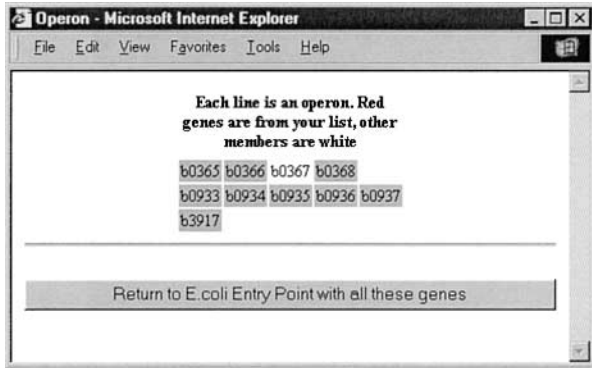 Operon - Microsoft Internet Explorer
File Edit View Favorites Tools Help
Each line is an operon. Red
genes are from your list, other
members are white
b0365 b0366 b0367 b0368
b0933 b0934 b0935 b0936 b0937
b3917
Return to E.coli Entry Point with all these genes